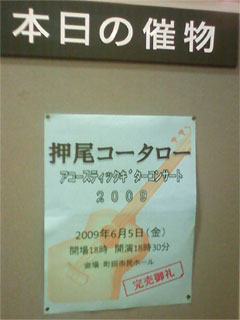 本日の催物
押尾コータロー
アコースティックギターコンサート
2009
2009年6月5日(金)
開場18時 開演18時30分
会場 町田市民ホール
完売御礼